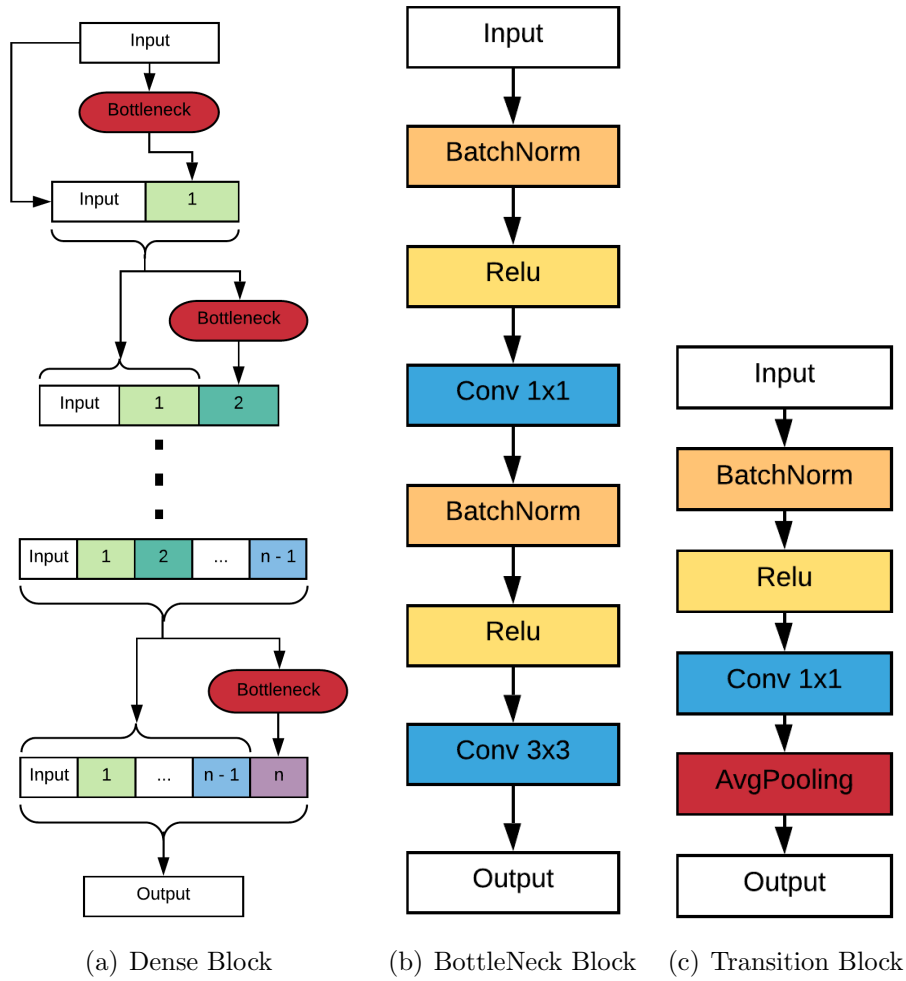 Input
Bottleneck
Input 1
Bottleneck
Input 1 2
Input 1 2 ... n - 1
Bottleneck
Input 1 ... n - 1 n
Output
(a) Dense Block
Input
BatchNorm
Relu
Conv 1x1
BatchNorm
Relu
Conv 3x3
Output
(b) BottleNeck Block
Input
BatchNorm
Relu
Conv 1x1
AvgPooling
Output
(c) Transition Block